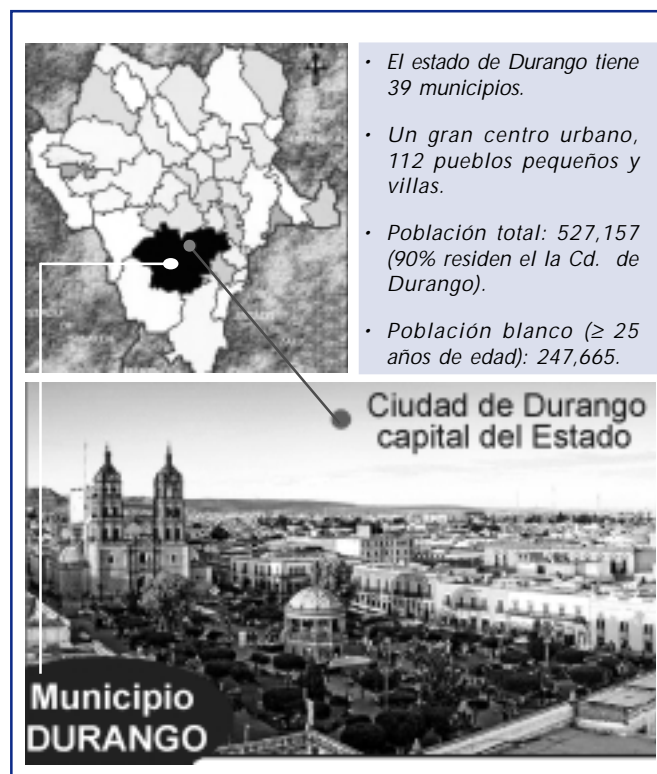 · El estado de Durango tiene
39 municipios.
· Un gran centro urbano,
112 pueblos pequeños y
villas.
· Población total: 527,157
(90% residen el la Cd. de
Durango).
· Población blanco (≥ 25
años de edad): 247,665.
Ciudad de Durango
capital del Estado
Municipio
DURANGO